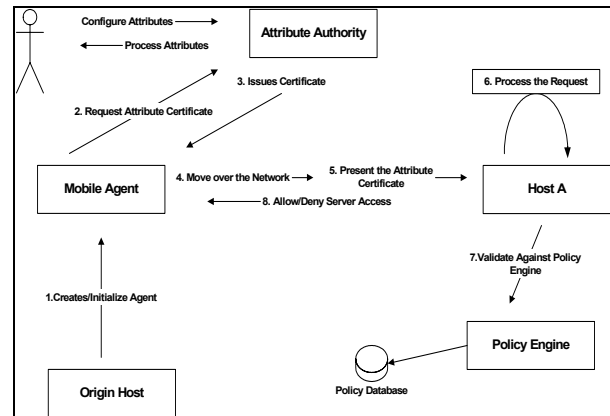 Configure Attributes
Process Attributes
Attribute Authority
3. Issues Certificate
6. Process the Request
2. Request Attribute Certificate
Mobile Agent
4. Move over the Network
5. Present the Attribute
Certificate
Host A
8. Allow/Deny Server Access
7.Validate Against Policy
Engine
1.Creates/Initialize Agent
Policy Engine
Policy Database
Origin Host